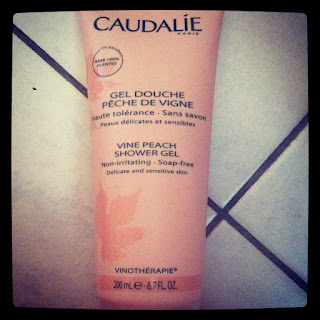 CAUDALIE
PARIS
BASE 100%
PLANTES
GEL DOUCHE
PÊCHE DE VIGNE
Haute tolérance - Sans savon
Peaux délicates et sensibles
VINE PEACH
SHOWER GEL
Non-irritating - Soap-free
Delicate and sensitive skin
VINOTHÉRAPIE®
200 mL ℮ - 6.7 FL. OZ.